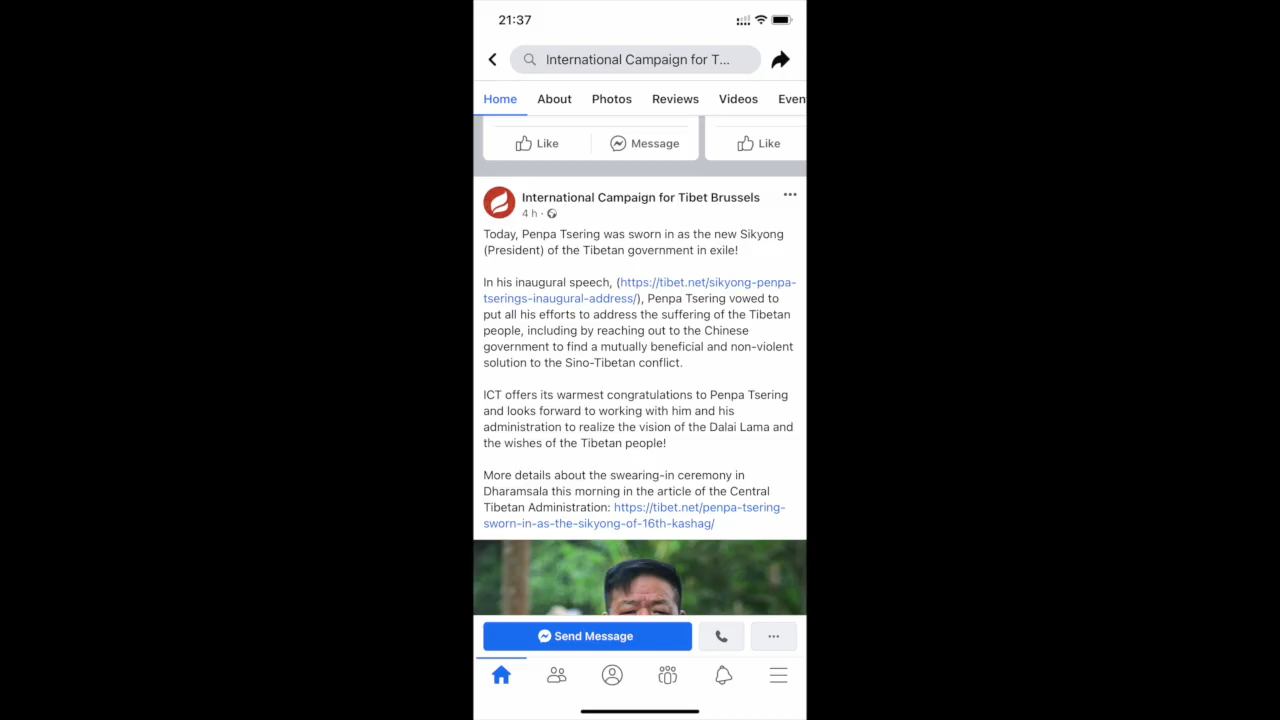 21:37
International Campaign for T...
Home About Photos Reviews Videos Even
Like Message Like
International Campaign for Tibet Brussels
4 h ·
Today, Penpa Tsering was sworn in as the new Sikyong
(President) of the Tibetan government in exile!
In his inaugural speech, (https://tibet.net/sikyong-penpa-
tserings-inaugural-address/), Penpa Tsering vowed to
put all his efforts to address the suffering of the Tibetan
people, including by reaching out to the Chinese
government to find a mutually beneficial and non-violent
solution to the Sino-Tibetan conflict.
ICT offers its warmest congratulations to Penpa Tsering
and looks forward to working with him and his
administration to realize the vision of the Dalai Lama and
the wishes of the Tibetan people!
More details about the swearing-in ceremony in
Dharamsala this morning in the article of the Central
Tibetan Administration: https://tibet.net/penpa-tsering-
sworn-in-as-the-sikyong-of-16th-kashag/
Send Message